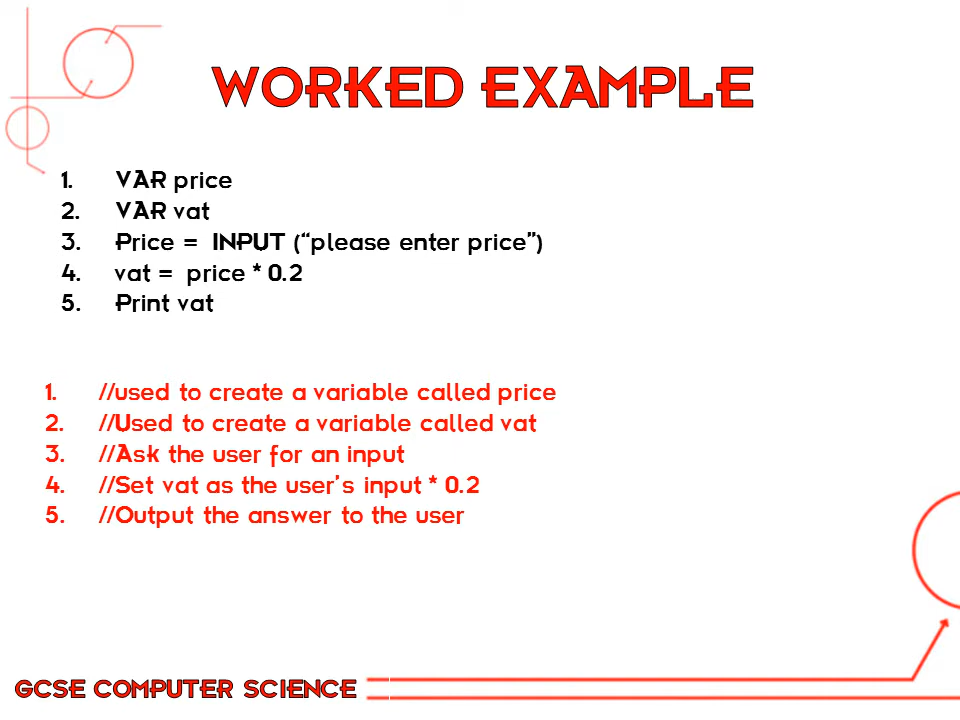 WORKED EXAMPLE
1. VAR price
2. VAR vat
3. Price = INPUT (“please enter price”)
4. vat = price * 0.2
5. Print vat
1. //used to create a variable called price
2. //Used to create a variable called vat
3. //Ask the user for an input
4. //Set vat as the user's input * 0.2
5. //Output the answer to the user
GCSE COMPUTER SCIENCE